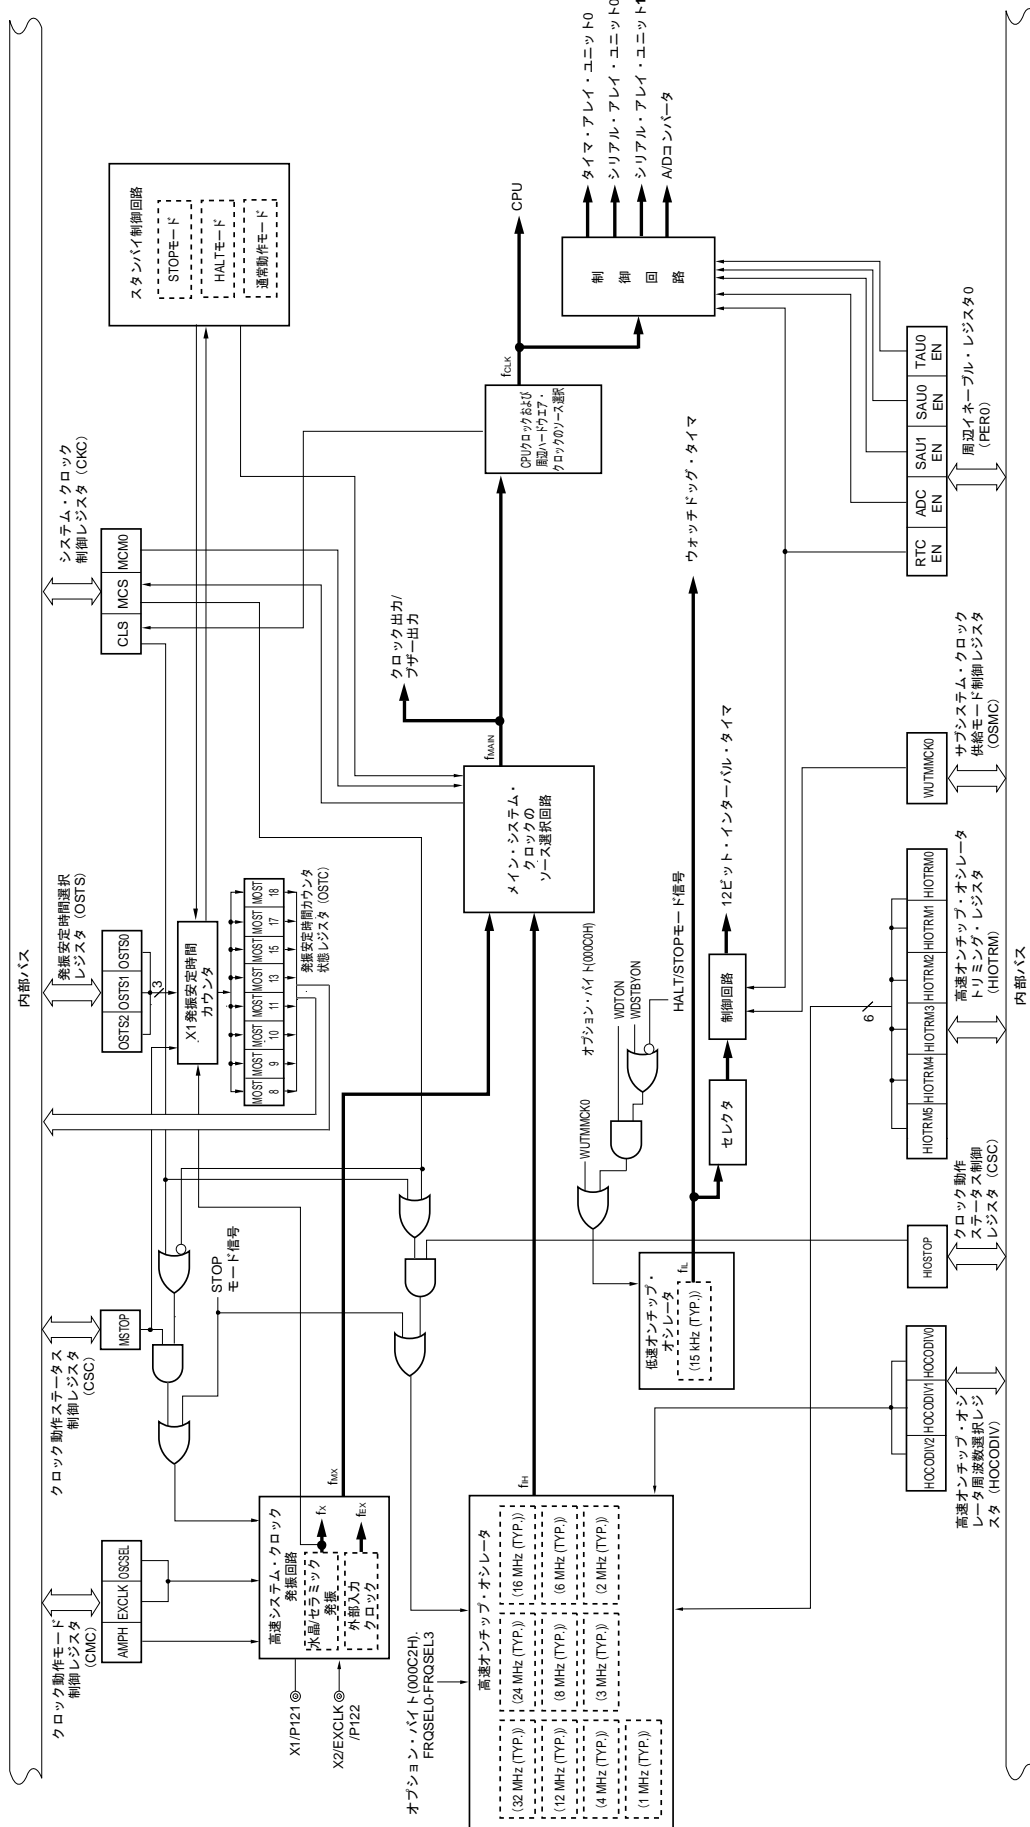 内部バス
クロック動作モード
制御レジスタ
(CMC)
AMPH
EXCLK
OSCSEL
クロック動作ステータス
制御レジスタ
(CSC)
MSTOP
発振安定時間選択
レジスタ(OSTS)
OSTS2
OSTS1
OSTS0
3
X1発振安定時間
カウンタ
MOST
8
MOST
9
MOST
10
MOST
11
MOST
13
MOST
15
MOST
17
MOST
18
発振安定時間カウンタ
状態レジスタ(OSTC)
システム・クロック
制御レジスタ(CKC)
CLS
MCS
MCM0
スタンバイ制御回路
STOPモード
HALTモード
通常動作モード
STOP
モード信号
高速システム・クロック
発振回路
水晶/セラミック
発振
fX
外部入力
クロック
fEX
X1/P121
X2/EXCLK
/P122
fMX
メイン・システム・
クロックの
ソース選択回路
fMAIN
クロック出力/
ブザー出力
CPUクロックおよび
周辺ハードウエア・
クロックのソース選択
fCLK
CPU
制御回路
タイマ・アレイ・ユニット0
シリアル・アレイ・ユニット0
シリアル・アレイ・ユニット1
A/Dコンバータ
オプション・バイト(000C2H).
FRQSEL0-FRQSEL3
高速オンチップ・オシレータ
(32 MHz (TYP.))
(24 MHz (TYP.))
(16 MHz (TYP.))
(12 MHz (TYP.))
(8 MHz (TYP.))
(6 MHz (TYP.))
(4 MHz (TYP.))
(3 MHz (TYP.))
(2 MHz (TYP.))
(1 MHz (TYP.))
fIH
オプション・バイト(000C0H)
WDTON
WDSTBYON
HALT/STOPモード信号
WUTMMCK0
低速オンチップ・
オシレータ
(15 kHz (TYP.))
fIL
ウォッチドッグ・タイマ
セレクタ
制御回路
12ビット・インターバル・タイマ
6
HOCODIV2
HOCODIV1
HOCODIV0
高速オンチップ・オシ
レータ周波数選択レジ
スタ(HOCODIV)
HIOSTOP
クロック動作
ステータス制御
レジスタ(CSC)
HIOTRM5
HIOTRM4
HIOTRM3
HIOTRM2
HIOTRM1
HIOTRM0
高速オンチップ・オシレータ
トリミング・レジスタ
(HIOTRM)
WUTMMCK0
サブシステム・クロック
供給モード制御レジスタ
(OSMC)
RTC
EN
ADC
EN
SAU1
EN
SAU0
EN
TAU0
EN
周辺イネーブル・レジスタ0
(PER0)
内部バス